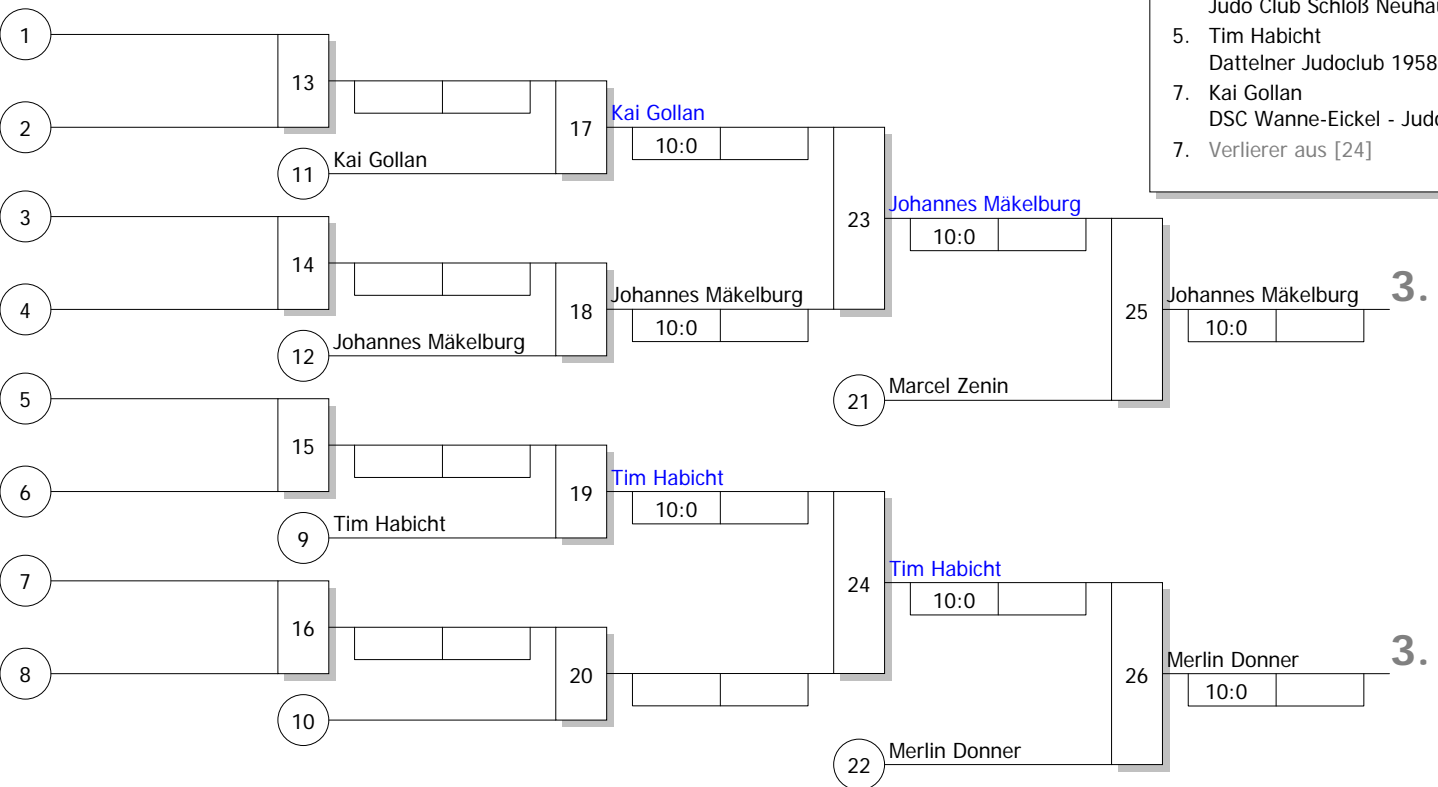 Judo Club Schloß
5. Tim Habicht
Dattelner Judoclub 1958
7. Kai Gollan
DSC Wanne-Eickel -
7. Verlierer aus [24]
1
13
2
17
Kai Gollan
10:0
11
Kai Gollan
3
23
Johannes Mäkelburg
10:0
14
4
18
Johannes Mäkelburg
10:0
12
Johannes Mäkelburg
25
Johannes Mäkelburg
10:0
3.
21
Marcel Zenin
5
15
6
19
Tim Habicht
10:0
9
Tim Habicht
7
24
Tim Habicht
10:0
16
8
20
10
26
Merlin Donner
10:0
3.
22
Merlin Donner